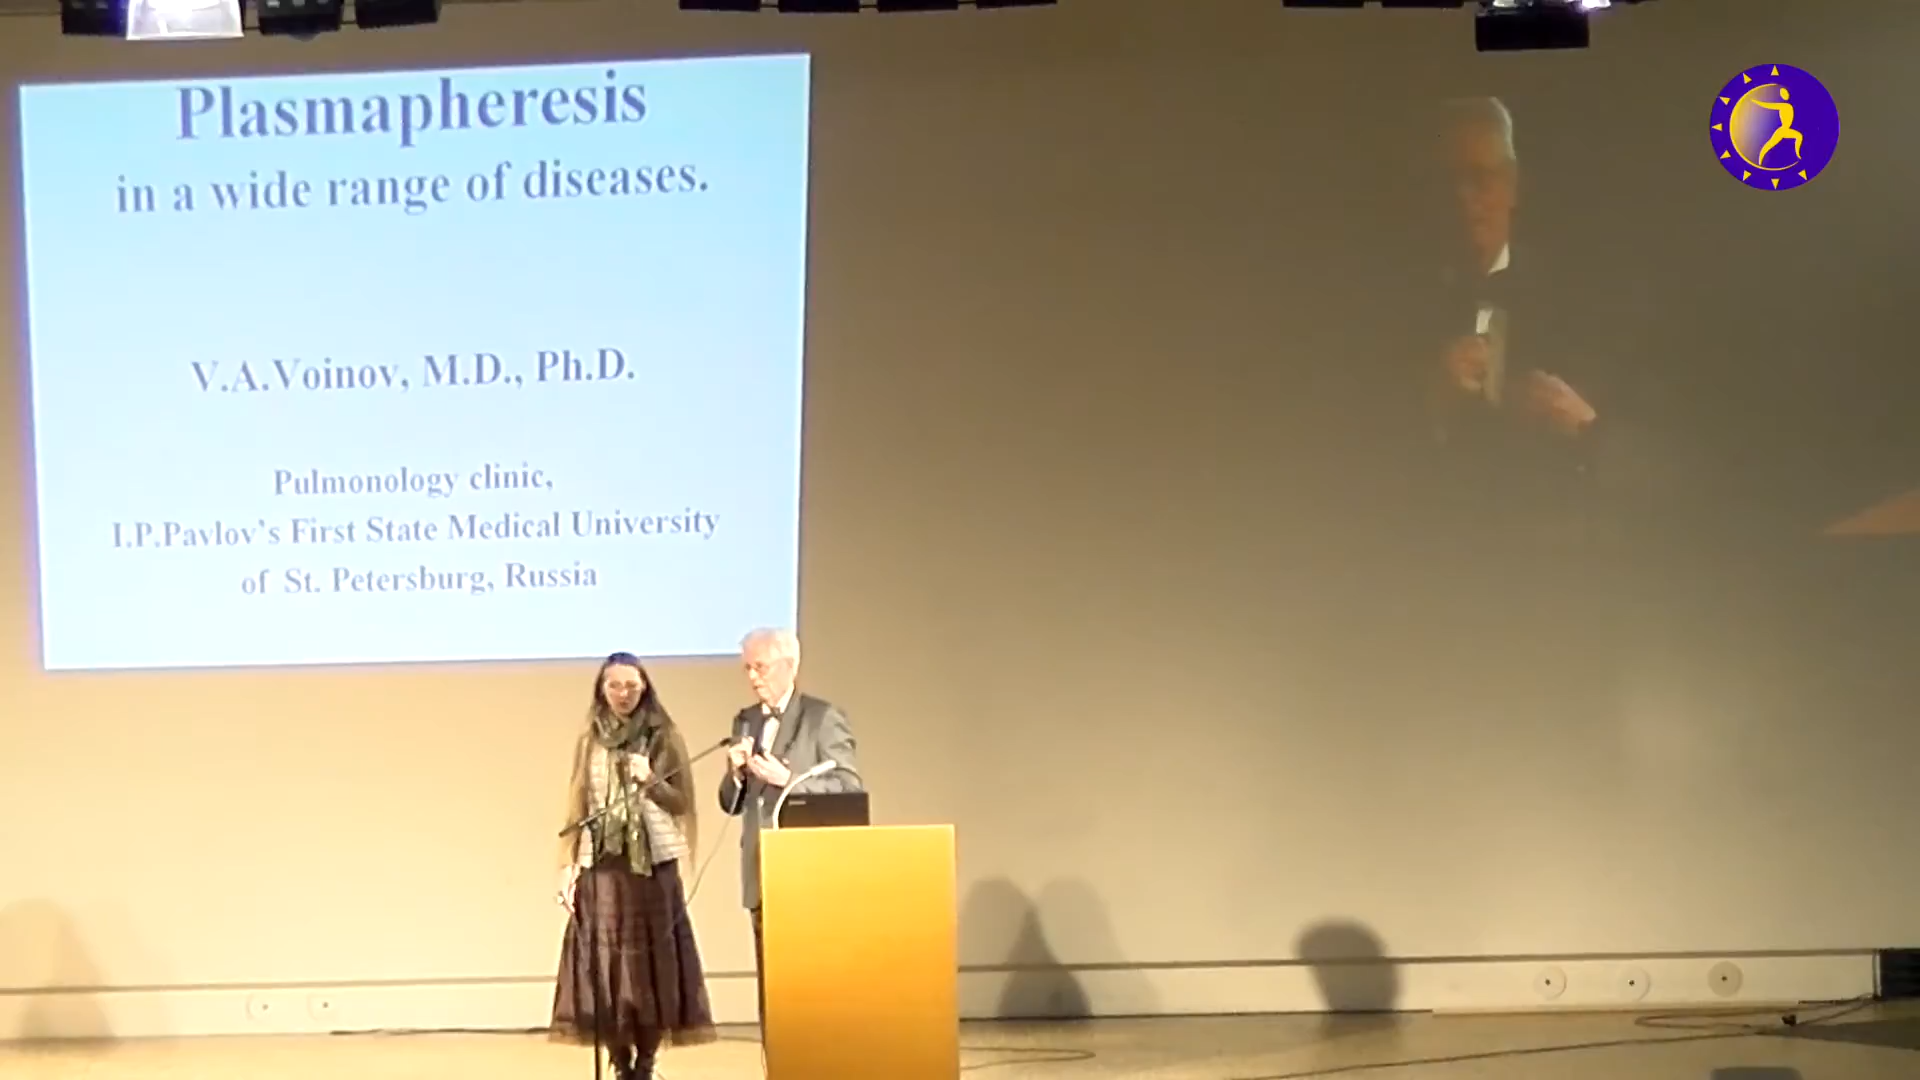 Plasmapheresis
in a wide range of diseases.
V.A.Voinov, M.D., Ph.D.
Pulmonology clinic,
I.P.Pavlov's First State Medical University
of St. Petersburg, Russia